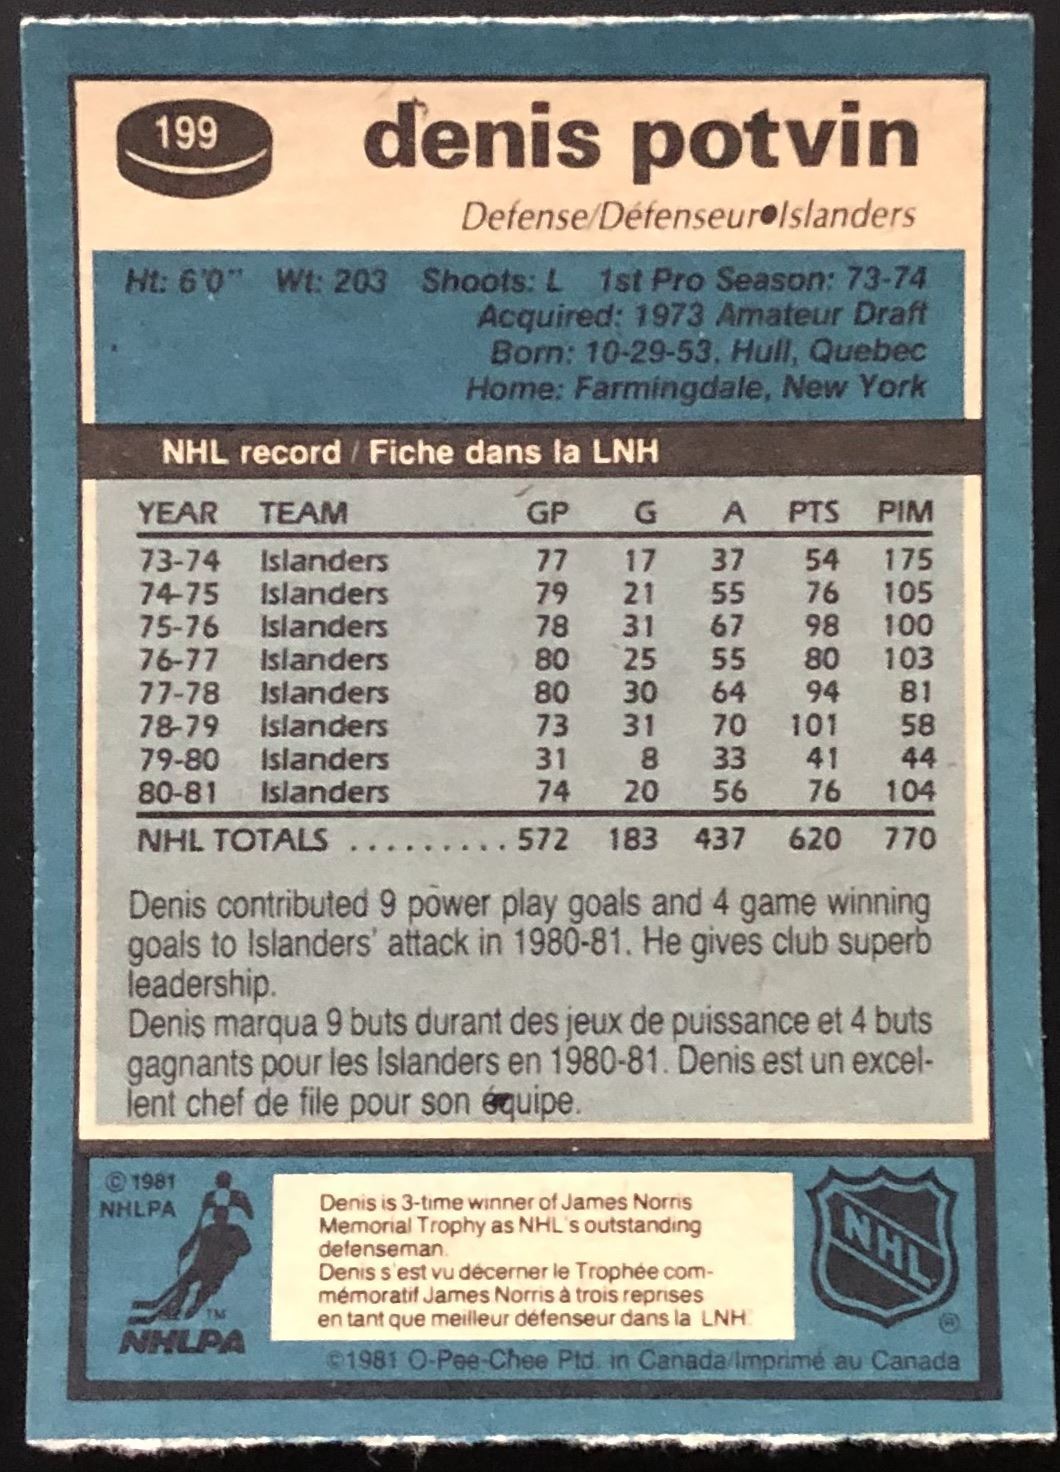 199
denis potvin
Defense/Défenseur●Islanders
Ht: 6'0" Wt: 203 Shoots: L 1st Pro Season: 73-74
Acquired: 1973 Amateur Draft
Born: 10-29-53, Hull, Quebec
Home: Farmingdale, New York
NHL record / Fiche dans la LNH
YEAR TEAM GP G A PTS PIM
73-74 Islanders 77 17 37 54 175
74-75 Islanders 79 21 55 76 105
75-76 Islanders 78 31 67 98 100
76-77 Islanders 80 25 55 80 103
77-78 Islanders 80 30 64 94 81
78-79 Islanders 73 31 70 101 58
79-80 Islanders 31 8 33 41 44
80-81 Islanders 74 20 56 76 104
NHL TOTALS ......... 572 183 437 620 770
Denis contributed 9 power play goals and 4 game winning
goals to Islanders' attack in 1980-81. He gives club superb
leadership.
Denis marqua 9 buts durant des jeux de puissance et 4 buts
gagnants pour les Islanders en 1980-81. Denis est un excel-
lent chef de file pour son équipe.
© 1981
NHLPA
TM
NHLPA
Denis is 3-time winner of James Norris
Memorial Trophy as NHL's outstanding
defenseman.
Denis s'est vu décerner le Trophée com-
mémoratif James Norris à trois reprises
en tant que meilleur défenseur dans la LNH.
NHL
®
©1981 O-Pee-Chee Ptd. in Canada/Imprimé au Canada